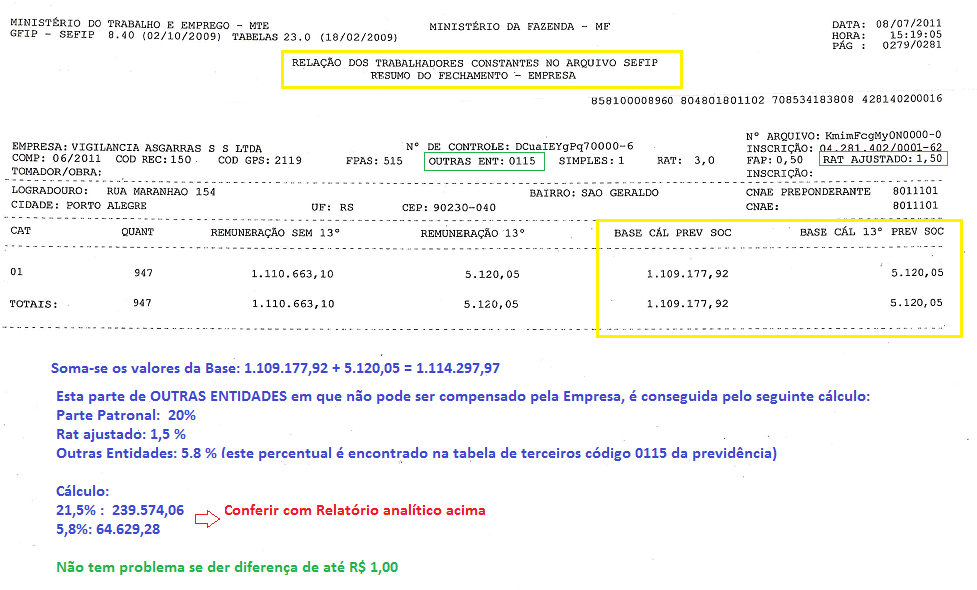 MINISTÉRIO DO TRABALHO E EMPREGO - MTE MINISTÉRIO DA FAZENDA - MF DATA: 08/07/2011
GFIP - SEFIP 8.40 (02/10/2009) TABELAS 23.0 (18/02/2009) HORA: 15:19:05
PÁG : 0279/0281
RELAÇÃO DOS TRABALHADORES CONSTANTES NO ARQUIVO SEFIP
RESUMO DO FECHAMENTO - EMPRESA
858100008960 804801801102 708534183808 428140200016
Nº ARQUIVO: KmimFcgMy0N0000-0
EMPRESA: VIGILANCIA ASGARRAS S S LTDA Nº DE CONTROLE: DCuaIEYgPq70000-6 INSCRIÇÃO: 04.281.402/0001-62
COMP: 06/2011 COD REC: 150 COD GPS: 2119 FPAS: 515 OUTRAS ENT: 0115 SIMPLES: 1 RAT: 3,0 FAP: 0,50 RAT AJUSTADO: 1,50
TOMADOR/OBRA: INSCRIÇÃO:
LOGRADOURO: RUA MARANHAO 154 BAIRRO: SAO GERALDO CNAE PREPONDERANTE 8011101
CIDADE: PORTO ALEGRE UF: RS CEP: 90230-040 CNAE: 8011101
CAT QUANT REMUNERAÇÃO SEM 13º REMUNERAÇÃO 13º BASE CÁL PREV SOC BASE CÁL 13º PREV SOC
01 947 1.110.663,10 5.120,05 1.109.177,92 5.120,05
TOTAIS: 947 1.110.663,10 5.120,05 1.109.177,92 5.120,05
Soma-se os valores da Base: 1.109.177,92 + 5.120,05 = 1.114.297,97
Esta parte de OUTRAS ENTIDADES em que não pode ser compensado pela Empresa, é conseguida pelo seguinte cálculo:
Parte Patronal: 20%
Rat ajustado: 1,5 %
Outras Entidades: 5.8 % (este percentual é encontrado na tabela de terceiros código 0115 da previdência)
Cálculo:
21,5% : 239.574,06 Conferir com Relatório analítico acima
5,8%: 64.629,28
Não tem problema se der diferença de até R$ 1,00